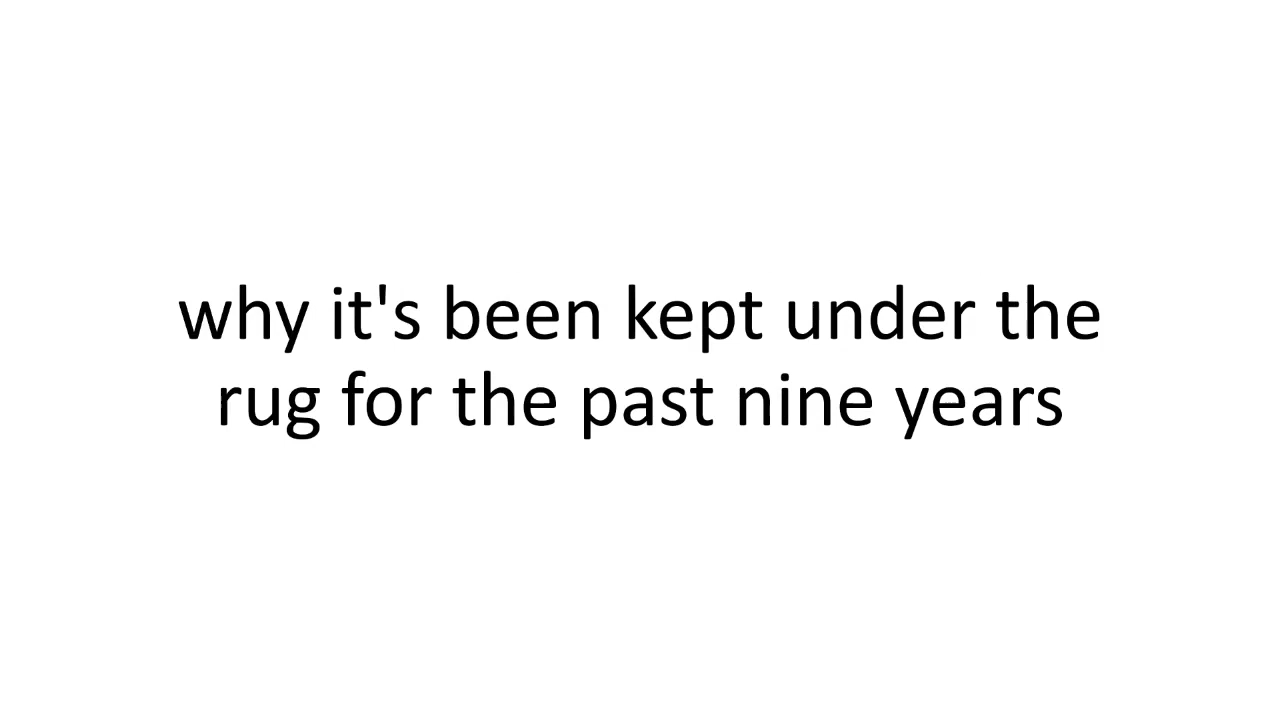 why it's been kept under the
rug for the past nine years